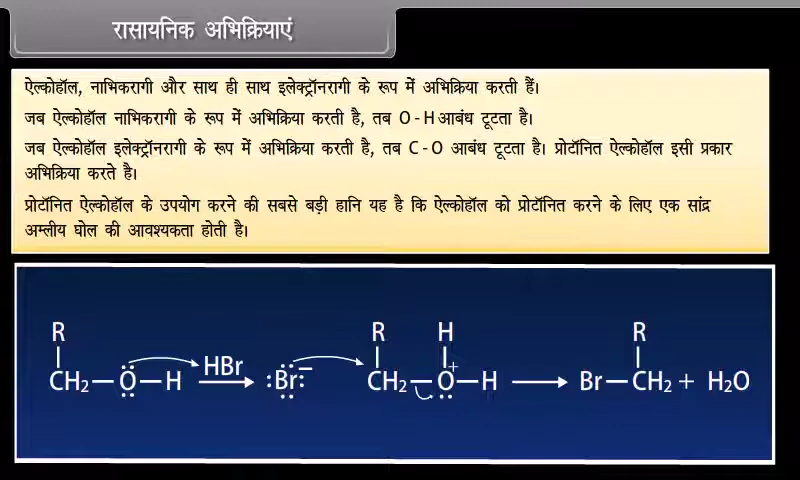 रासायनिक अभिक्रियाएं
ऐल्कोहॉल, नाभिकरागी और साथ ही साथ इलेक्ट्रॉनरागी के रूप में अभिक्रिया करती हैं।
जब ऐल्कोहॉल नाभिकरागी के रूप में अभिक्रिया करती है, तब O-H आबंध टूटता है।
जब ऐल्कोहॉल इलेक्ट्रॉनरागी के रूप में अभिक्रिया करती है, तब C-O आबंध टूटता है। प्रोटॉनित ऐल्कोहॉल इसी प्रकार
अभिक्रिया करते है।
प्रोटॉनित ऐल्कोहॉल के उपयोग करने की सबसे बड़ी हानि यह है कि ऐल्कोहॉल को प्रोटॉनित करने के लिए एक सांद्र
अम्लीय घोल की आवश्यकता होती है।
R R H R
CH₂—O—H HBr :Br:⁻ CH₂—O⁺—H ⟶ Br—CH₂ + H₂O